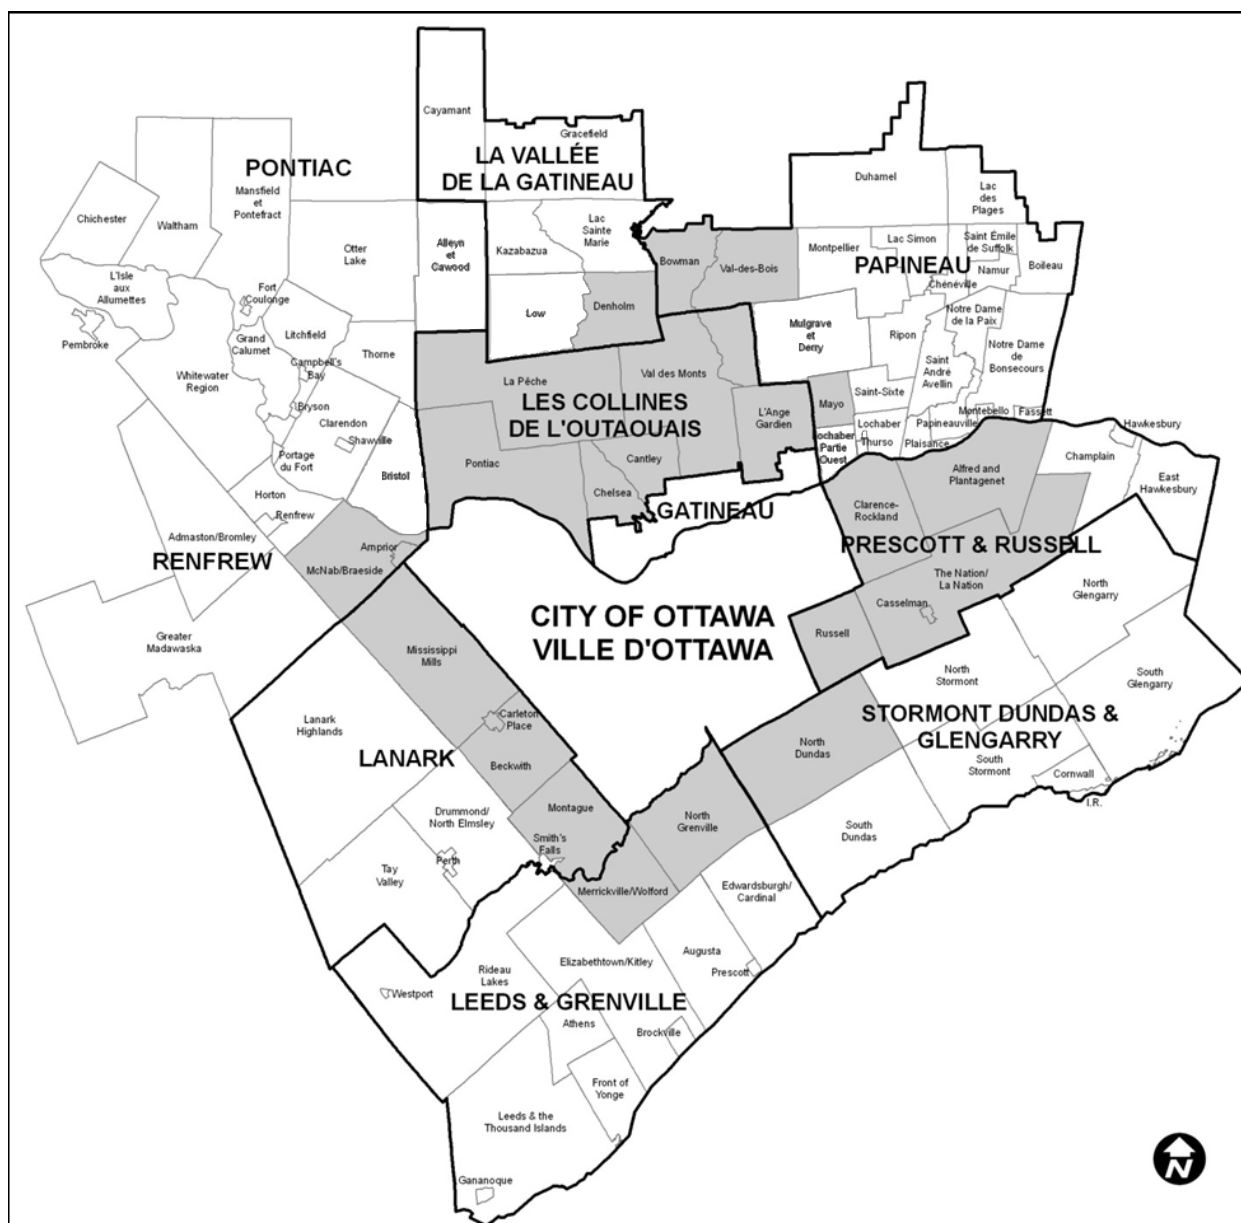 Cayamant
Gracefield
LA VALLÉE
DE LA GATINEAU
PONTIAC
Mansfield
et
Pontefract
Chichester
Waltham
Otter
Lake
Alleyn
et
Cawood
Kazabazua
Lac
Sainte
Marie
Bowman
Val-des-Bois
Duhamel
Lac
des
Plages
Montpellier
Lac Simon
Saint Émile
de Suffolk
PAPINEAU
Namur
Boileau
Chénéville
L'Isle
aux
Allumettes
Fort
Coulonge
Low
Denholm
Notre Dame
de la Paix
Pembroke
Grand
Calumet
Litchfield
Campbell's
Bay
Thorne
Mulgrave
et
Derry
Ripon
Saint
André
Avellin
Notre Dame
de
Bonsecours
Whitewater
Region
La Pêche
Val des Monts
LES COLLINES
DE L'OUTAOUAIS
L'Ange
Gardien
Mayo
Saint-Sixte
Bryson
Clarendon
Shawville
Montebello
Fassett
Papineauville
Lochaber
Thurso
Plaisance
Hawkesbury
Lochaber
Partie
Ouest
Portage
du Fort
Bristol
Pontiac
Cantley
Chelsea
Champlain
East
Hawkesbury
Alfred and
Plantagenet
Horton
Renfrew
GATINEAU
Clarence-
Rockland
Admaston/Bromley
RENFREW
Arnprior
McNab/Braeside
PRESCOTT & RUSSELL
The Nation/
La Nation
North
Glengarry
Casselman
CITY OF OTTAWA
VILLE D'OTTAWA
Russell
Greater
Madawaska
Mississippi
Mills
North
Stormont
South
Glengarry
Lanark
Highlands
Carleton
Place
STORMONT DUNDAS &
GLENGARRY
North
Dundas
LANARK
Beckwith
South
Stormont
Cornwall
I.R.
Drummond/
North Elmsley
Montague
North
Grenville
South
Dundas
Smith's
Falls
Perth
Tay
Valley
Merrickville/Wolford
Edwardsburgh/
Cardinal
Augusta
Prescott
Elizabethtown/Kitley
Rideau
Lakes
Westport
LEEDS & GRENVILLE
Athens
Brockville
Front of
Yonge
Leeds & the
Thousand Islands
Gananoque
N